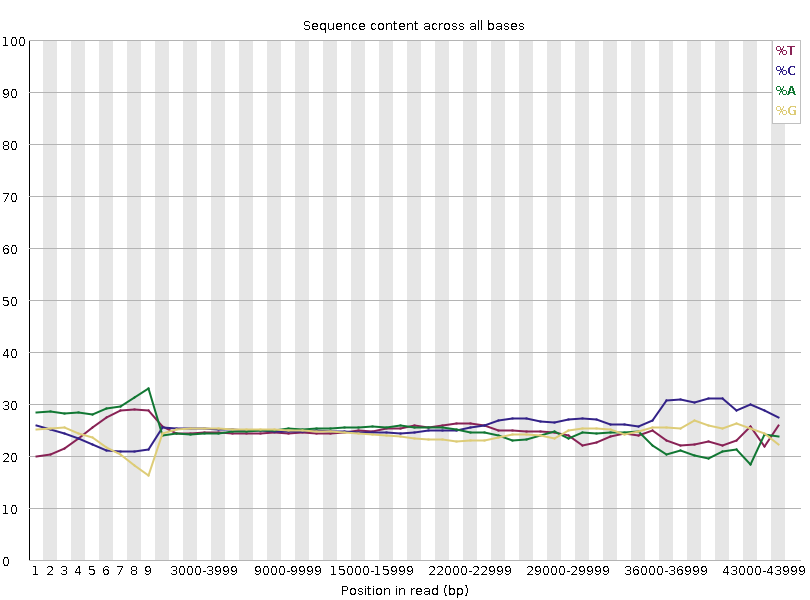 Sequence content across all bases
100
90
80
70
60
50
40
30
20
10
0
%T
%C
%A
%G
1 2 3 4 5 6 7 8 9 3000-3999 9000-9999 15000-15999 22000-22999 29000-29999 36000-36999 43000-43999
Position in read (bp)